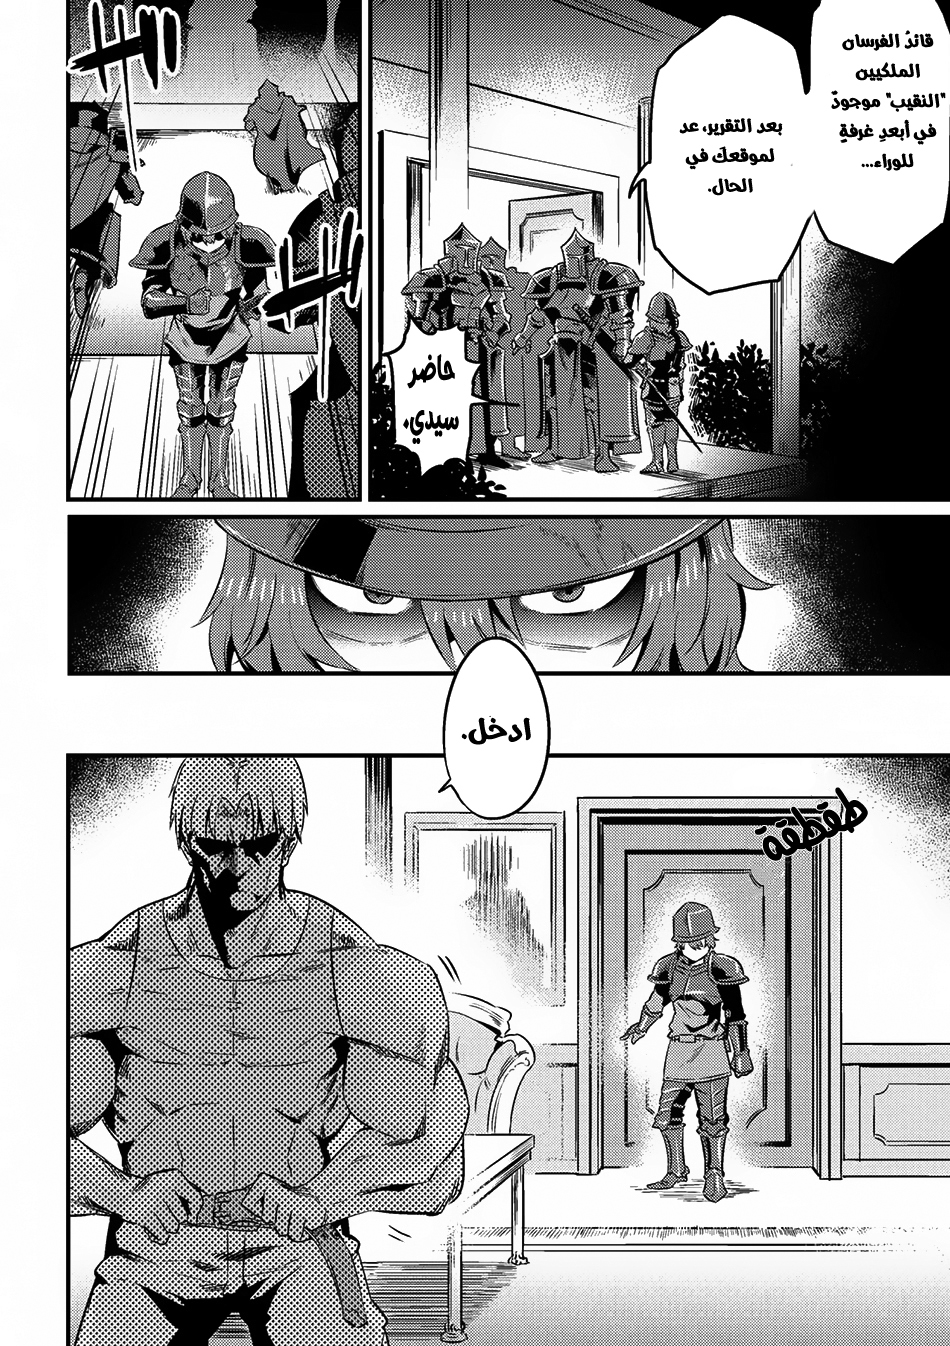 قائدُ الفرسان
الملكيين
"النقيب" موجودٌ
في أبعدِ غرفةٍ
للوراء...
بعد التقرير، عد
لموقعكَ في
الحال.
حاضر
سيدي.
ادخل.
طقطقة